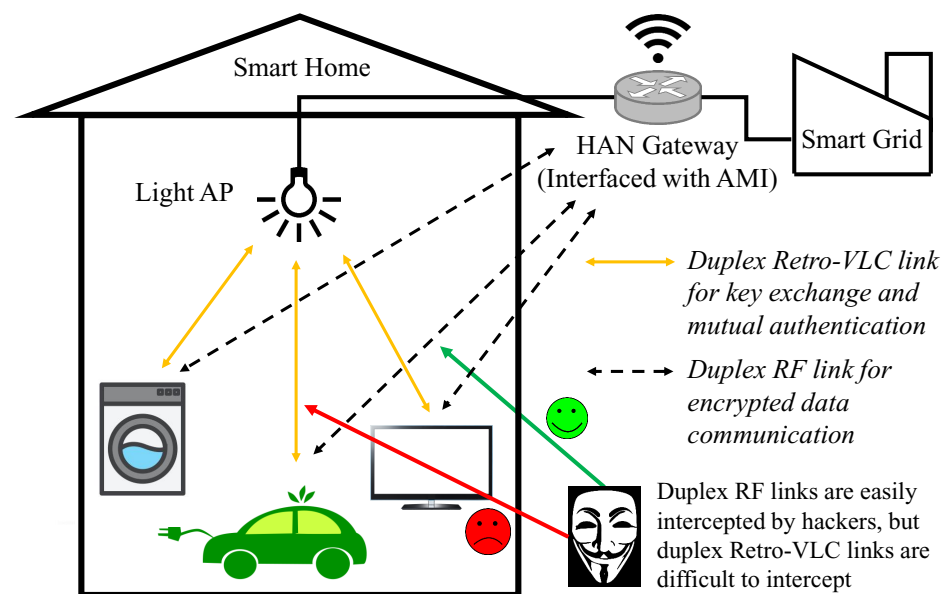 Smart Home
Light AP
HAN Gateway
(Interfaced with AMI)
Smart Grid
Duplex Retro-VLC link
for key exchange and
mutual authentication
Duplex RF link for
encrypted data
communication
Duplex RF links are easily
intercepted by hackers, but
duplex Retro-VLC links are
difficult to intercept